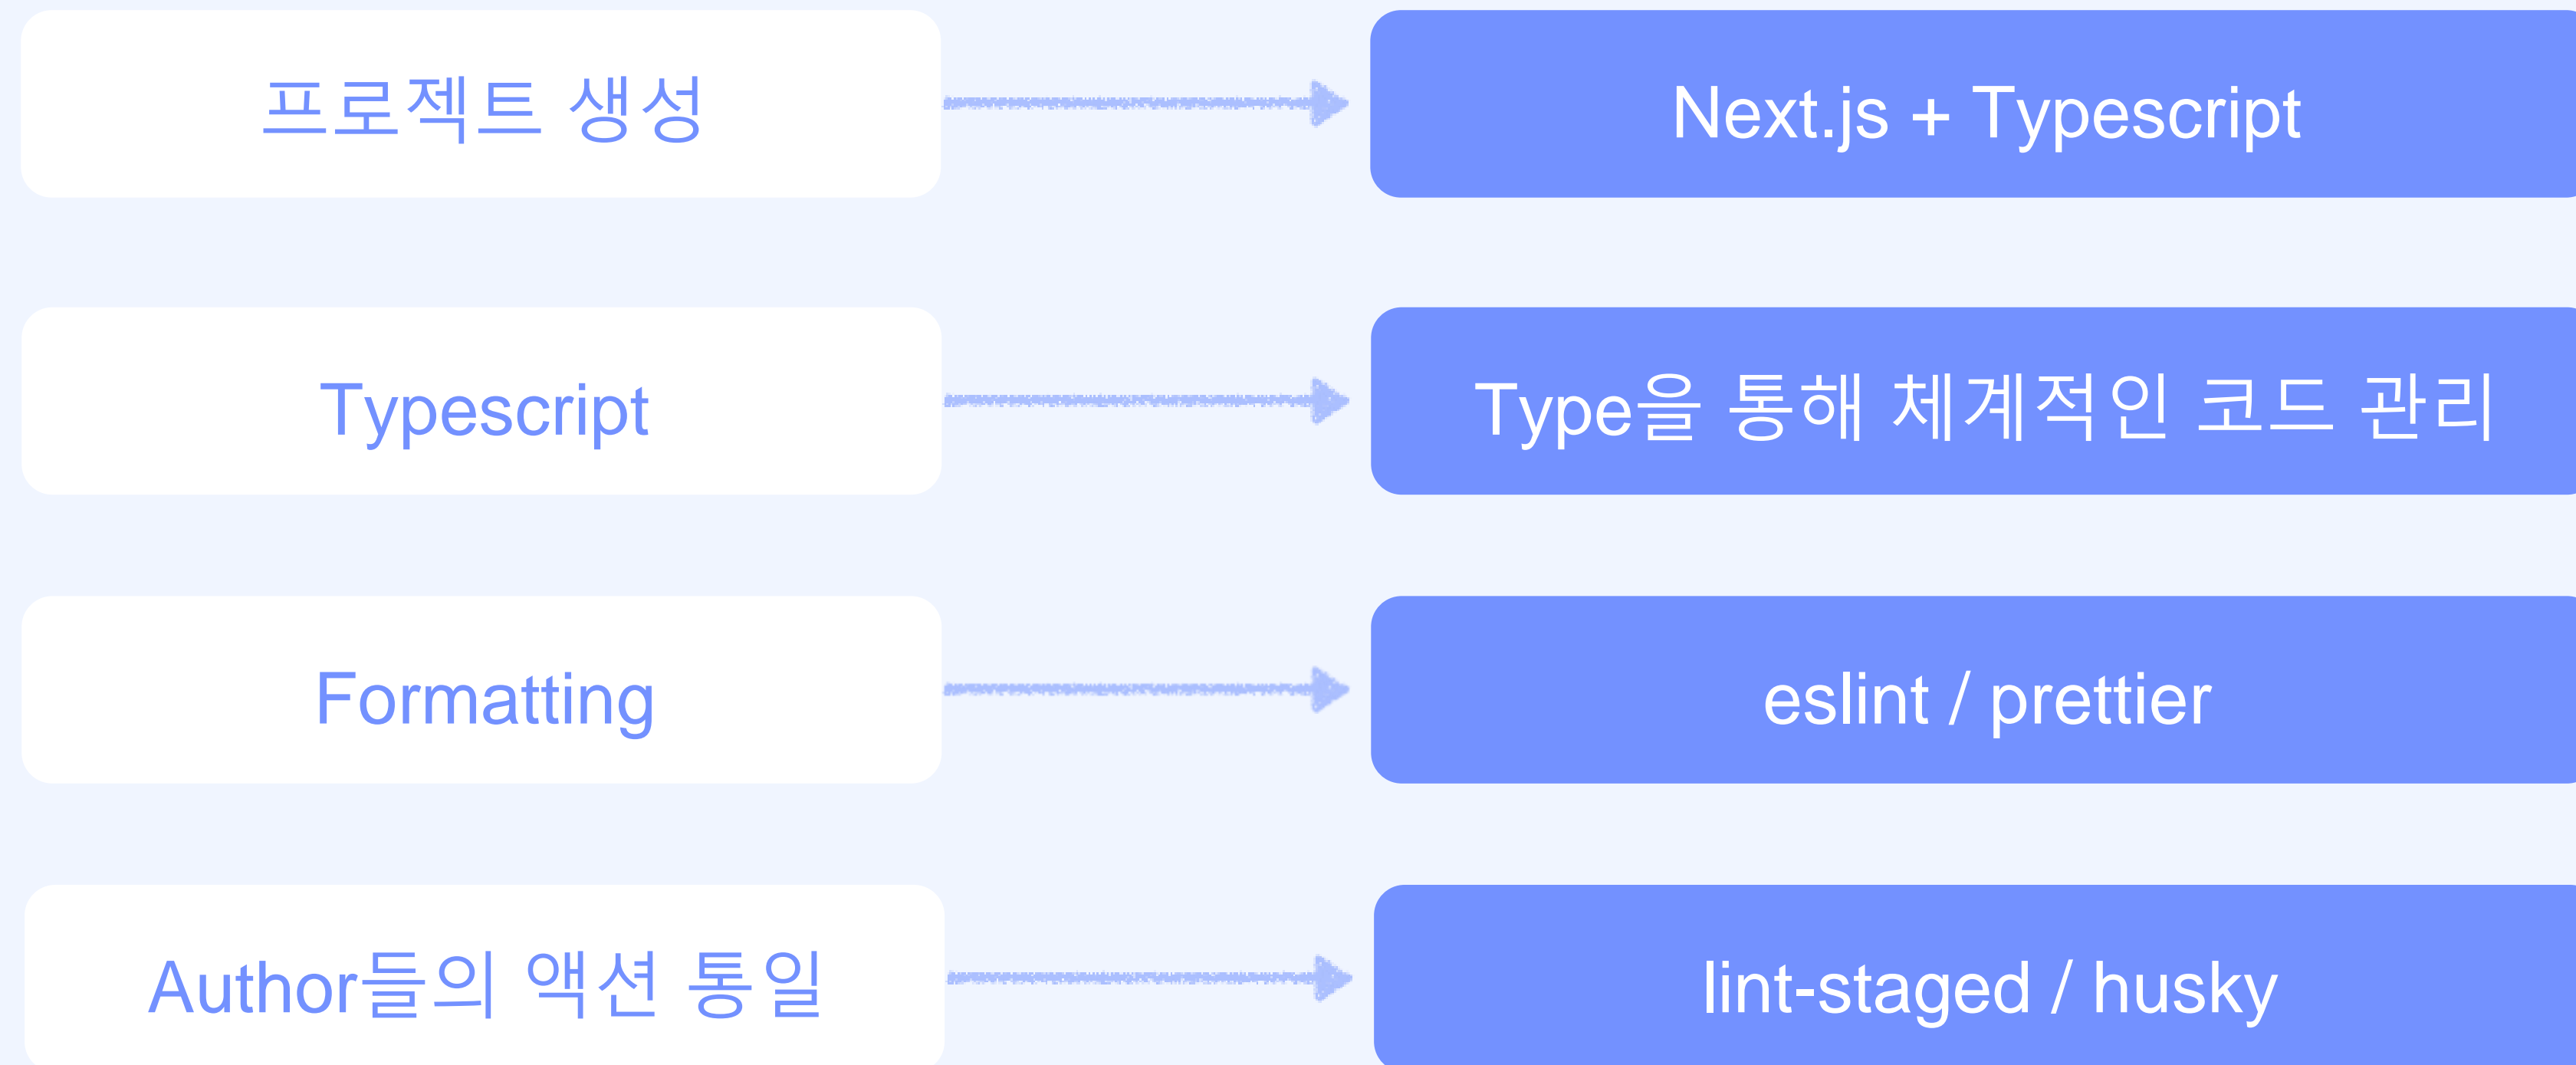 프로젝트 생성
Next.js + Typescript
Typescript
Type을 통해 체계적인 코드 관리
Formatting
eslint / prettier
Author들의 액션 통일
lint-staged / husky